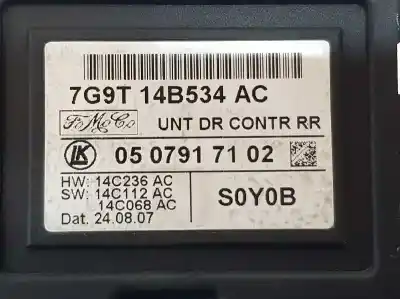 7G9T 14B534 AC
F.M.Co. UNT DR CONTR RR
LK 05 0791 71 02
HW: 14C236 AC
SW: 14C112 AC
14C068 AC
Dat. 24.08.07
S0Y0B